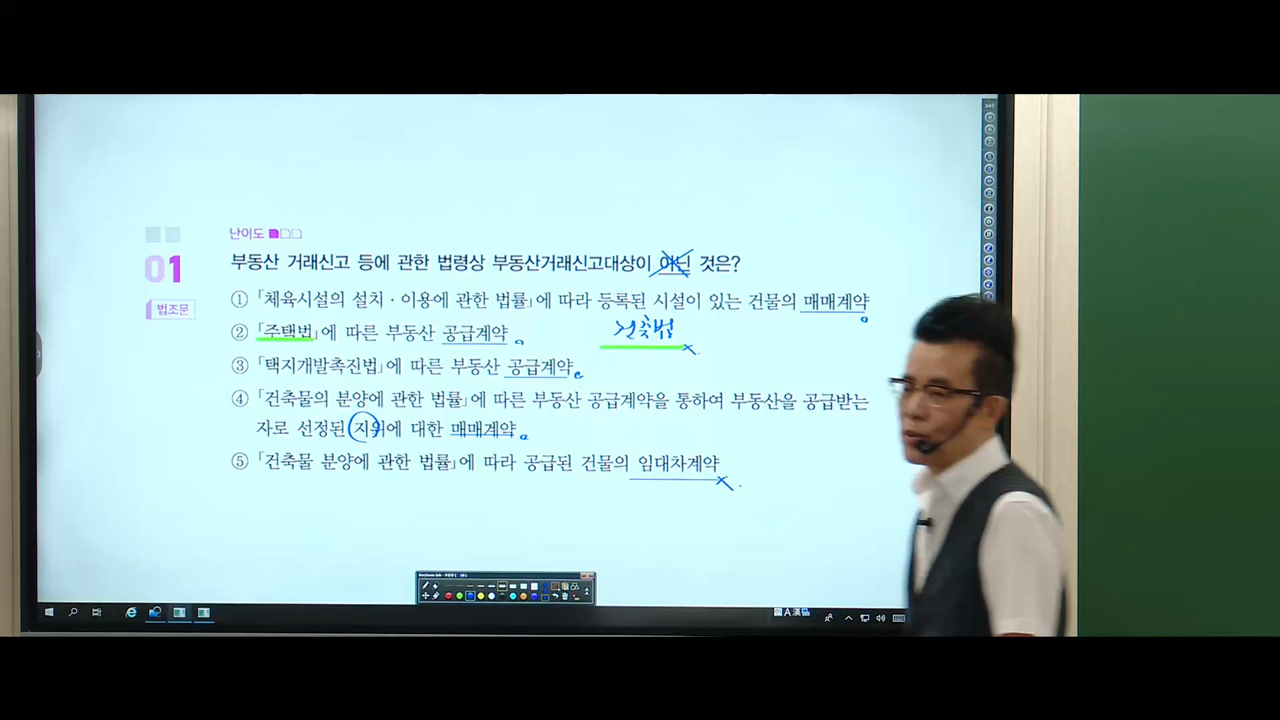 난이도
01
부동산 거래신고 등에 관한 법령상 부동산거래신고대상이 아닌 것은?
법조문
① 「체육시설의 설치·이용에 관한 법률」에 따라 등록된 시설이 있는 건물의 매매계약
② 「주택법」에 따른 부동산 공급계약
건축법
③ 「택지개발촉진법」에 따른 부동산 공급계약
④ 「건축물의 분양에 관한 법률」에 따른 부동산 공급계약을 통하여 부동산을 공급받는
자로 선정된 지위에 대한 매매계약
⑤ 「건축물 분양에 관한 법률」에 따라 공급된 건물의 임대차계약
A 漢